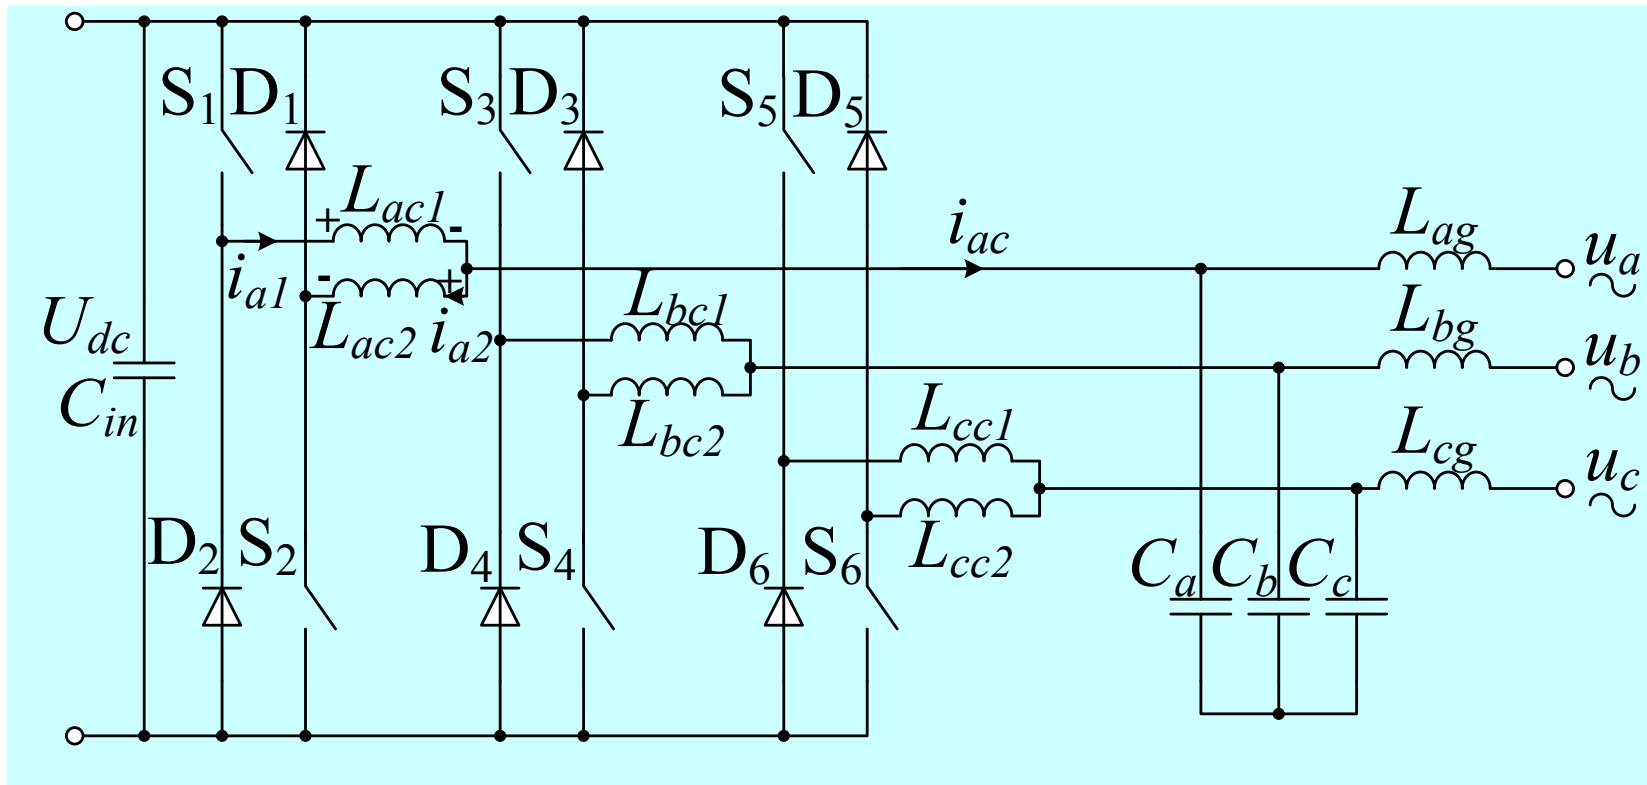 S1 D1 S3 D3 S5 D5
+ Lac1 -
iac
Lag
ua
ia1
- Lac2 +
ia2
Lbc1
Lbg
ub
Udc
Cin
Lbc2
Lcc1
Lcg
uc
Lcc2
D2 S2 D4 S4 D6 S6
Ca Cb Cc